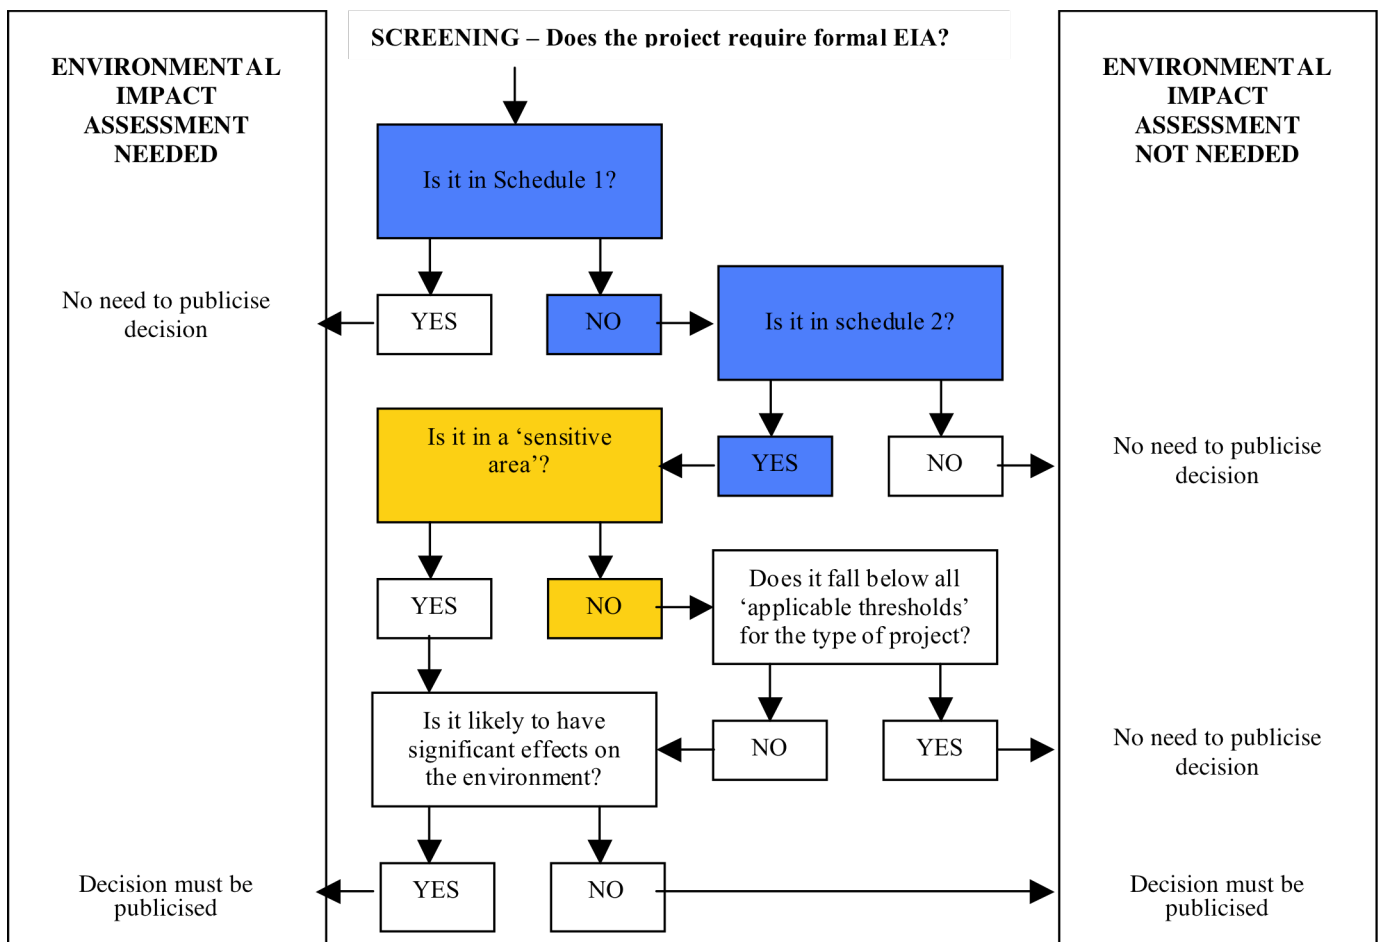 SCREENING – Does the project require formal EIA?
ENVIRONMENTAL
IMPACT
ASSESSMENT
NEEDED
ENVIRONMENTAL
IMPACT
ASSESSMENT
NOT NEEDED
Is it in Schedule 1?
No need to publicise
decision
YES
NO
Is it in schedule 2?
Is it in a ‘sensitive
area’?
YES
NO
No need to publicise
decision
YES
NO
Does it fall below all
‘applicable thresholds’
for the type of project?
Is it likely to have
significant effects on
the environment?
NO
YES
No need to publicise
decision
Decision must be
publicised
YES
NO
Decision must be
publicised